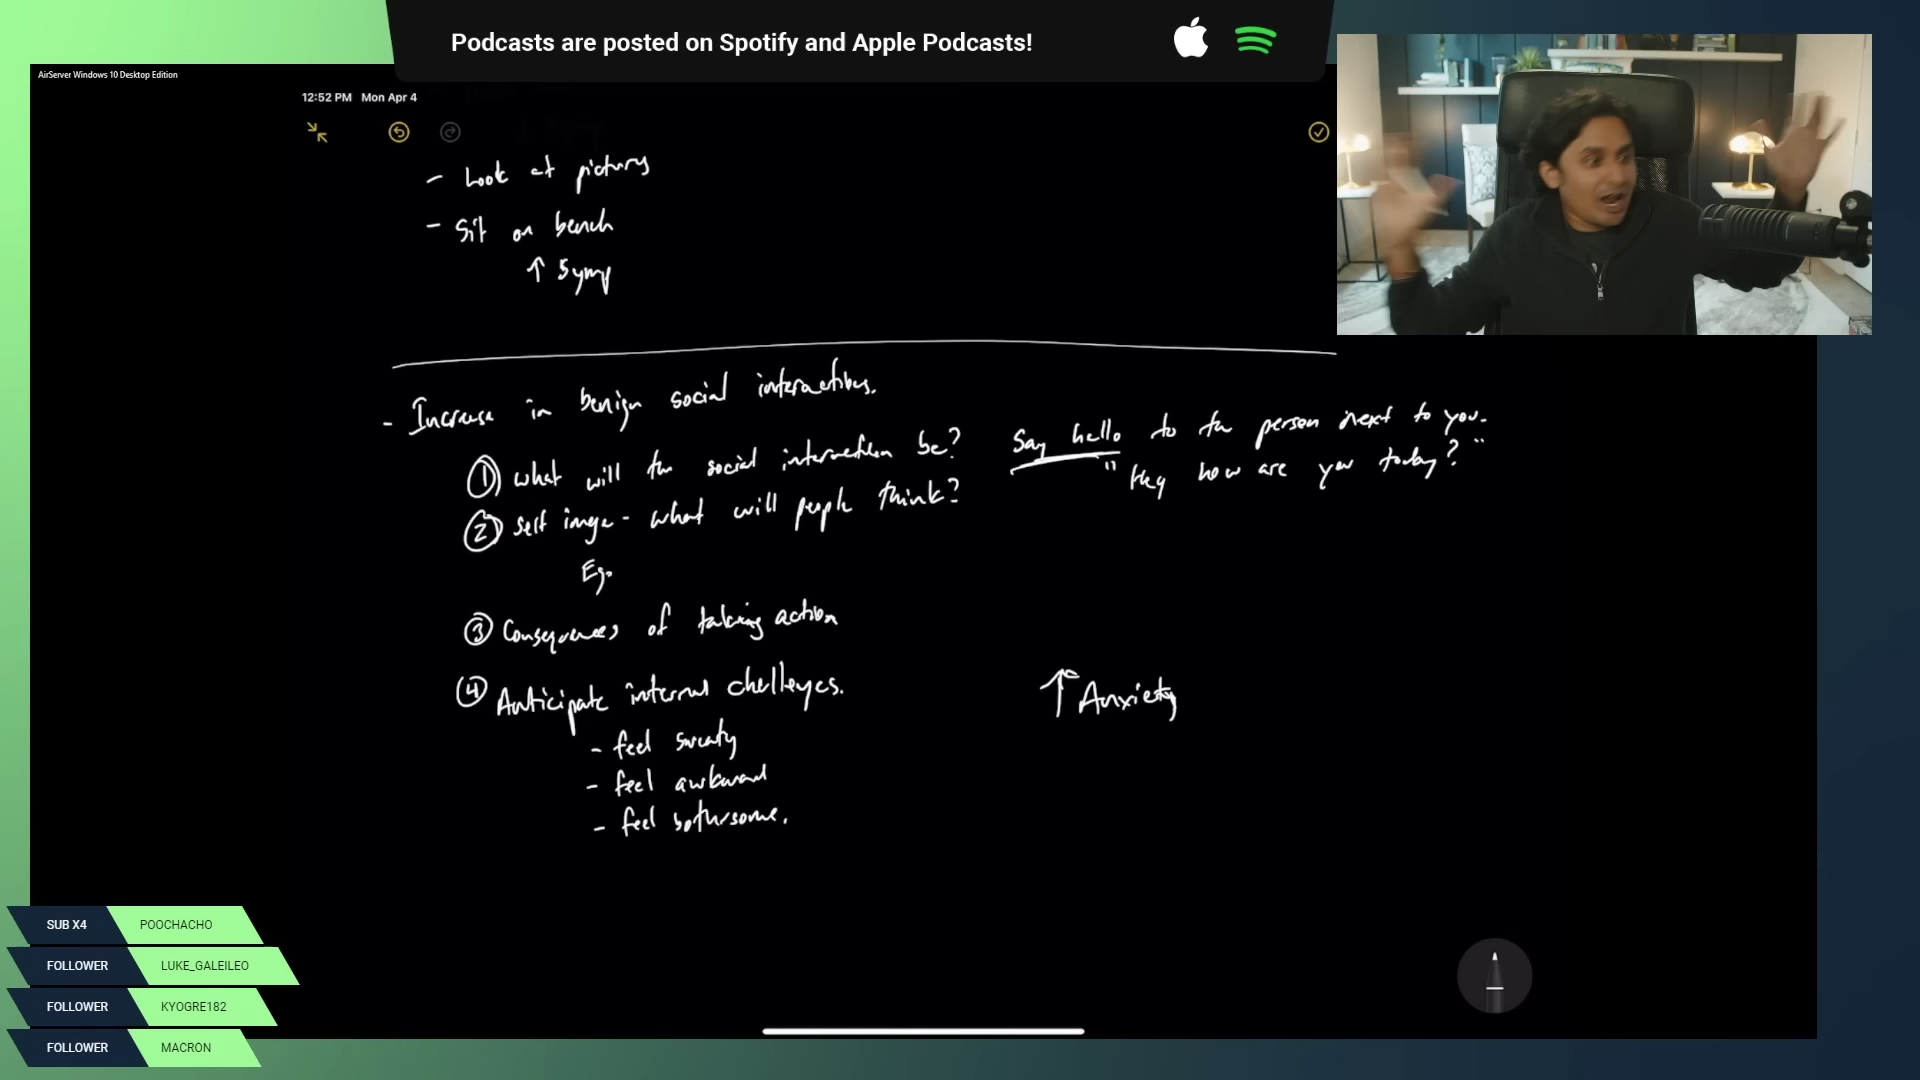 Podcasts are posted on Spotify and Apple Podcasts!
AirServer Windows 10 Desktop Edition
12:52 PM Mon Apr 4
- Look at pictures
- Sit on bench
↑ Symp
- Increase in benign social interactions.
① what will the social interaction be? Say hello to the person next to you.
"Hey how are you today?"
② self image - what will people think?
Eg.
③ Consequences of taking action
④ Anticipate internal challenges.
↑ Anxiety
- feel sweaty
- feel awkward
- feel bothersome.
SUB X4 POOCHACHO
FOLLOWER LUKE_GALEILEO
FOLLOWER KYOGRE182
FOLLOWER MACRON